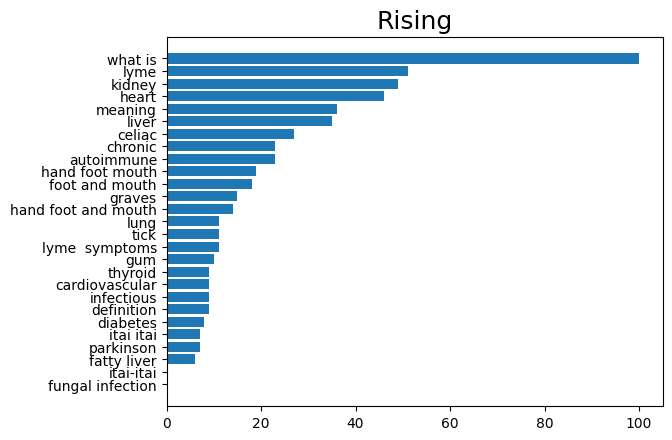 Rising
what is
lyme
kidney
heart
meaning
liver
celiac
chronic
autoimmune
hand foot mouth
foot and mouth
graves
hand foot and mouth
lung
tick
lyme  symptoms
gum
thyroid
cardiovascular
infectious
definition
diabetes
itai itai
parkinson
fatty liver
itai-itai
fungal infection
0 20 40 60 80 100